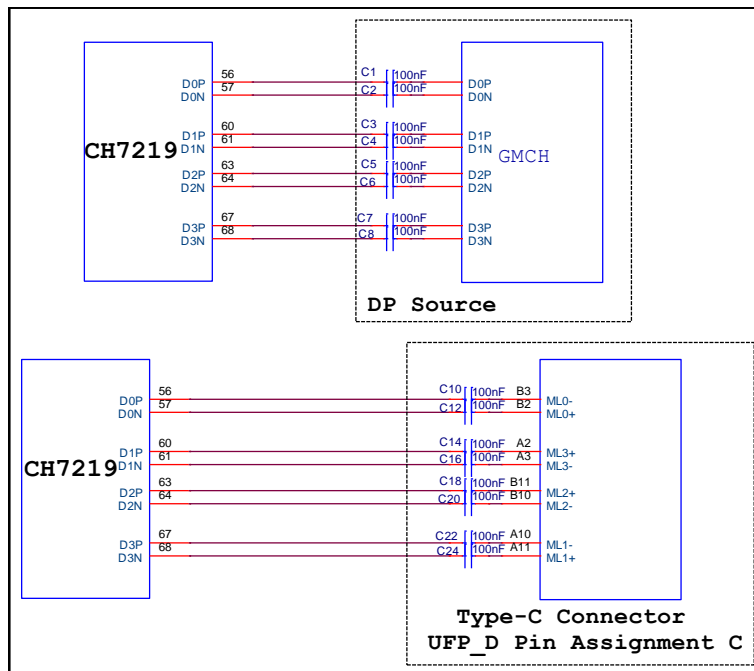 C1 100nF
56
D0P D0P
57 C2 100nF
D0N D0N
C3 100nF
60
D1P D1P
61 C4 100nF
D1N D1N
CH7219 GMCH
C5 100nF
63
D2P D2P
64 C6 100nF
D2N D2N
C7 100nF
67
D3P D3P
68 C8 100nF
D3N D3N
DP Source
56 C10 100nF B3
D0P ML0-
57 C12 100nF B2
D0N ML0+
60 C14 100nF A2
D1P ML3+
61 C16 100nF A3
D1N ML3-
CH7219
63 C18 100nF B11
D2P ML2+
64 C20 100nF B10
D2N ML2-
67 C22 100nF A10
D3P ML1-
68 C24 100nF A11
D3N ML1+
Type-C Connector
UFP_D Pin Assignment C